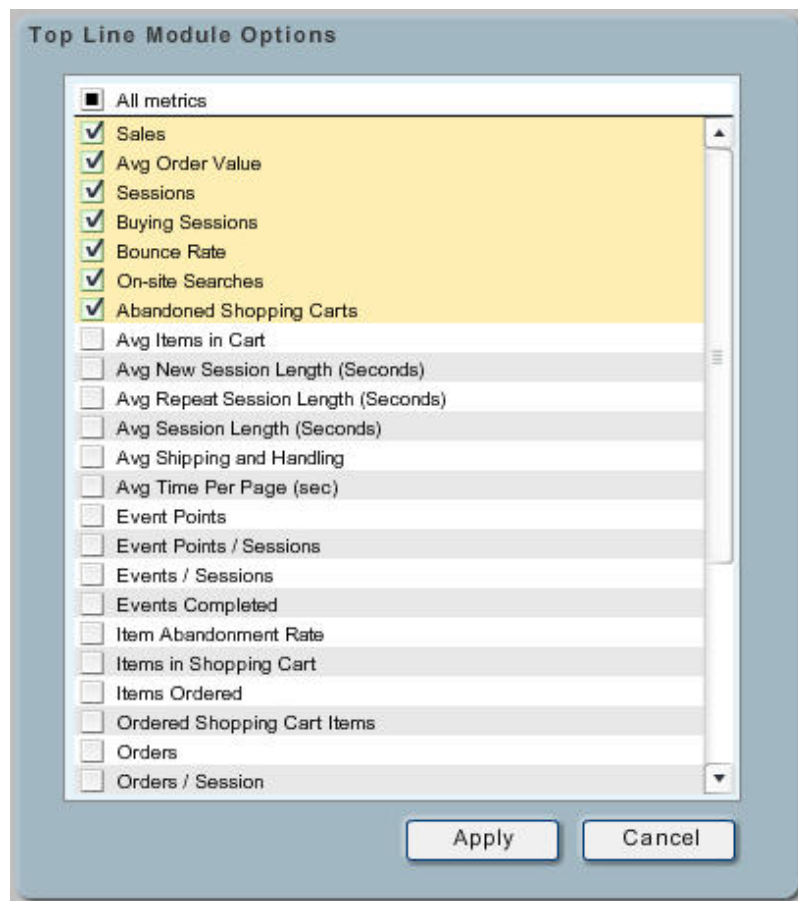 Top Line Module Options
All metrics
Sales
Avg Order Value
Sessions
Buying Sessions
Bounce Rate
On-site Searches
Abandoned Shopping Carts
Avg Items in Cart
Avg New Session Length (Seconds)
Avg Repeat Session Length (Seconds)
Avg Session Length (Seconds)
Avg Shipping and Handling
Avg Time Per Page (sec)
Event Points
Event Points / Sessions
Events / Sessions
Events Completed
Item Abandonment Rate
Items in Shopping Cart
Items Ordered
Ordered Shopping Cart Items
Orders
Orders / Session
Apply Cancel